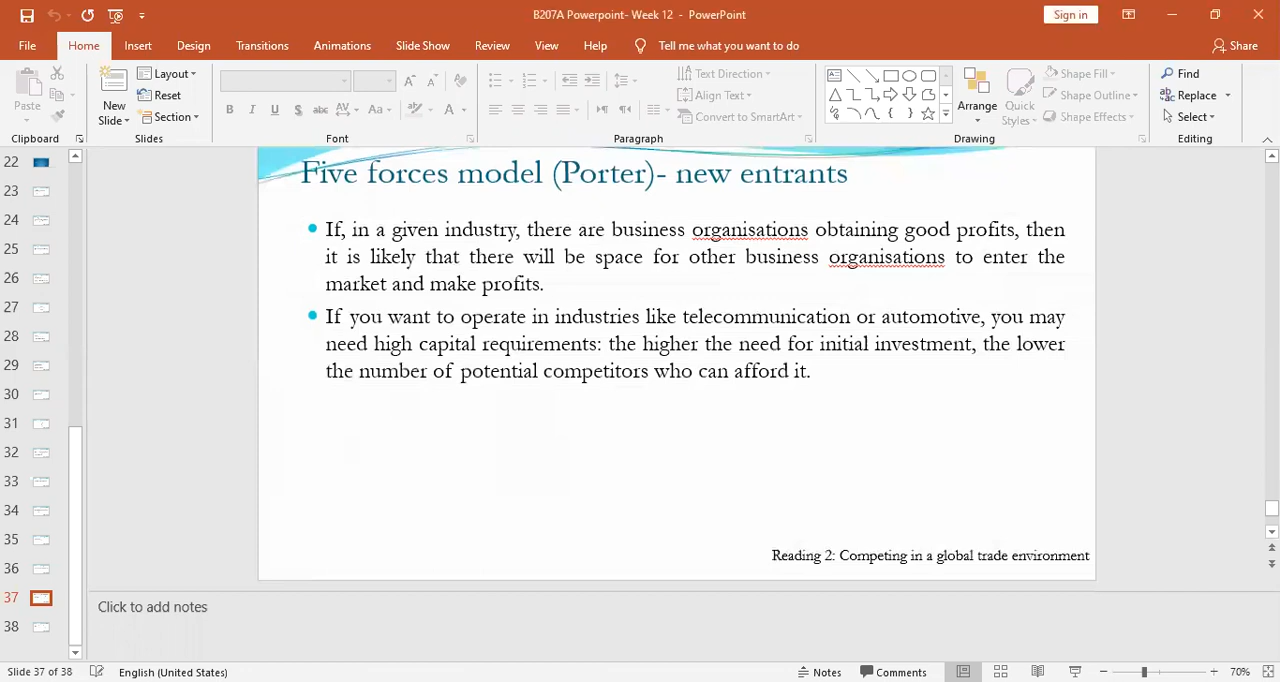 B207A Powerpoint- Week 12 - PowerPoint
Sign in
File Home Insert Design Transitions Animations Slide Show Review View Help Tell me what you want to do Share
Paste
New
Slide
Layout
Reset
Section
Text Direction
Align Text
Convert to SmartArt
Arrange
Quick
Styles
Shape Fill
Shape Outline
Shape Effects
Find
Replace
Select
Clipboard Slides Font Paragraph Drawing Editing
22
23
24
25
26
27
28
29
30
31
32
33
34
35
36
37
38
Five forces model (Porter)- new entrants
If, in a given industry, there are business organisations obtaining good profits, then
it is likely that there will be space for other business organisations to enter the
market and make profits.
If you want to operate in industries like telecommunication or automotive, you may
need high capital requirements: the higher the need for initial investment, the lower
the number of potential competitors who can afford it.
Reading 2: Competing in a global trade environment
Click to add notes
Slide 37 of 38 English (United States) Notes Comments 70%